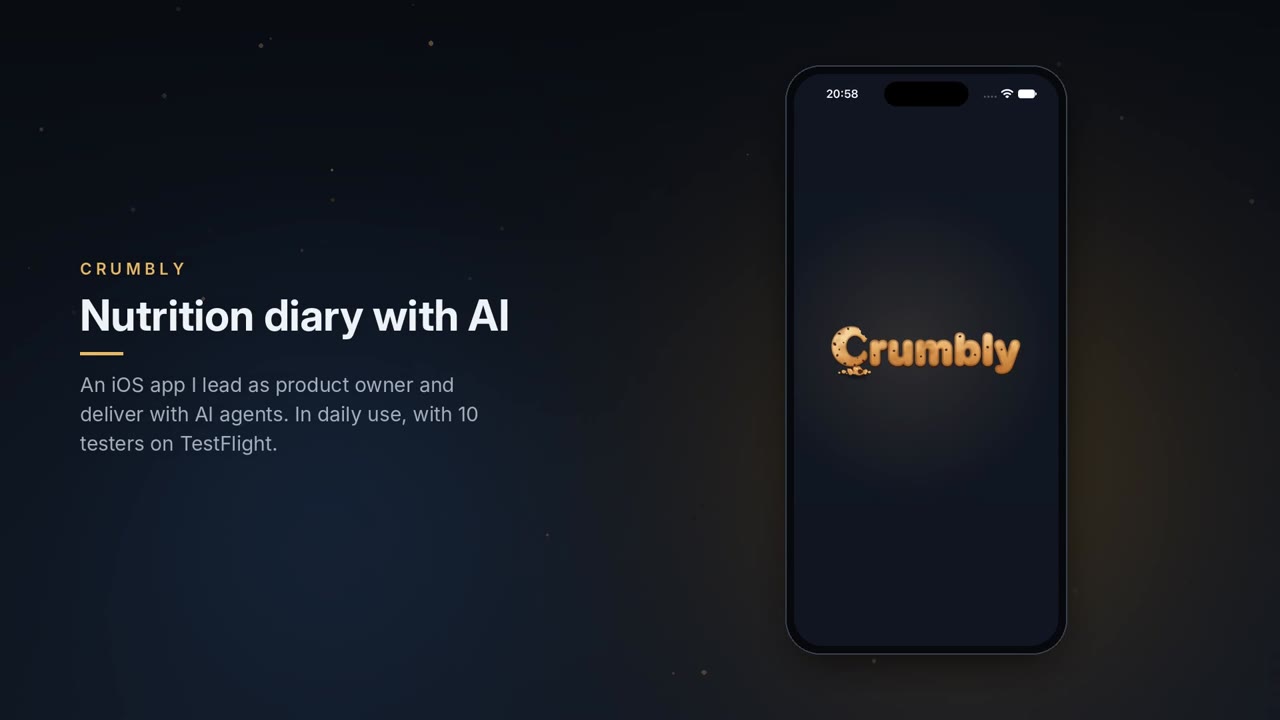 CRUMBLY
Nutrition diary with AI
An iOS app I lead as product owner and
deliver with AI agents. In daily use, with 10
testers on TestFlight.
20:58
Crumbly